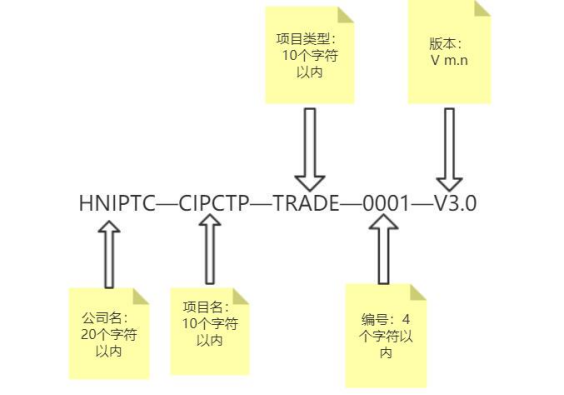 项目类型：
10个字符
以内
版本：
V m.n
HNIPTC—CIPCTP—TRADE—0001—V3.0
公司名：
20个字符
以内
项目名：
10个字符
以内
编号：4
个字符以
内